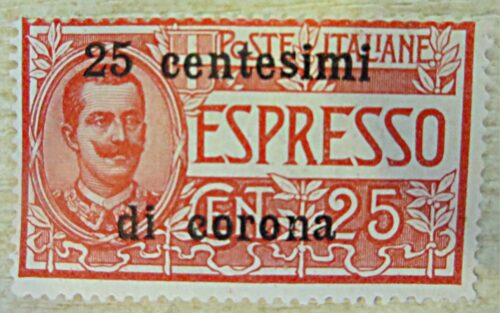 POSTE ITALIANE
25 centesimi
ESPRESSO
CENT. 25
di corona